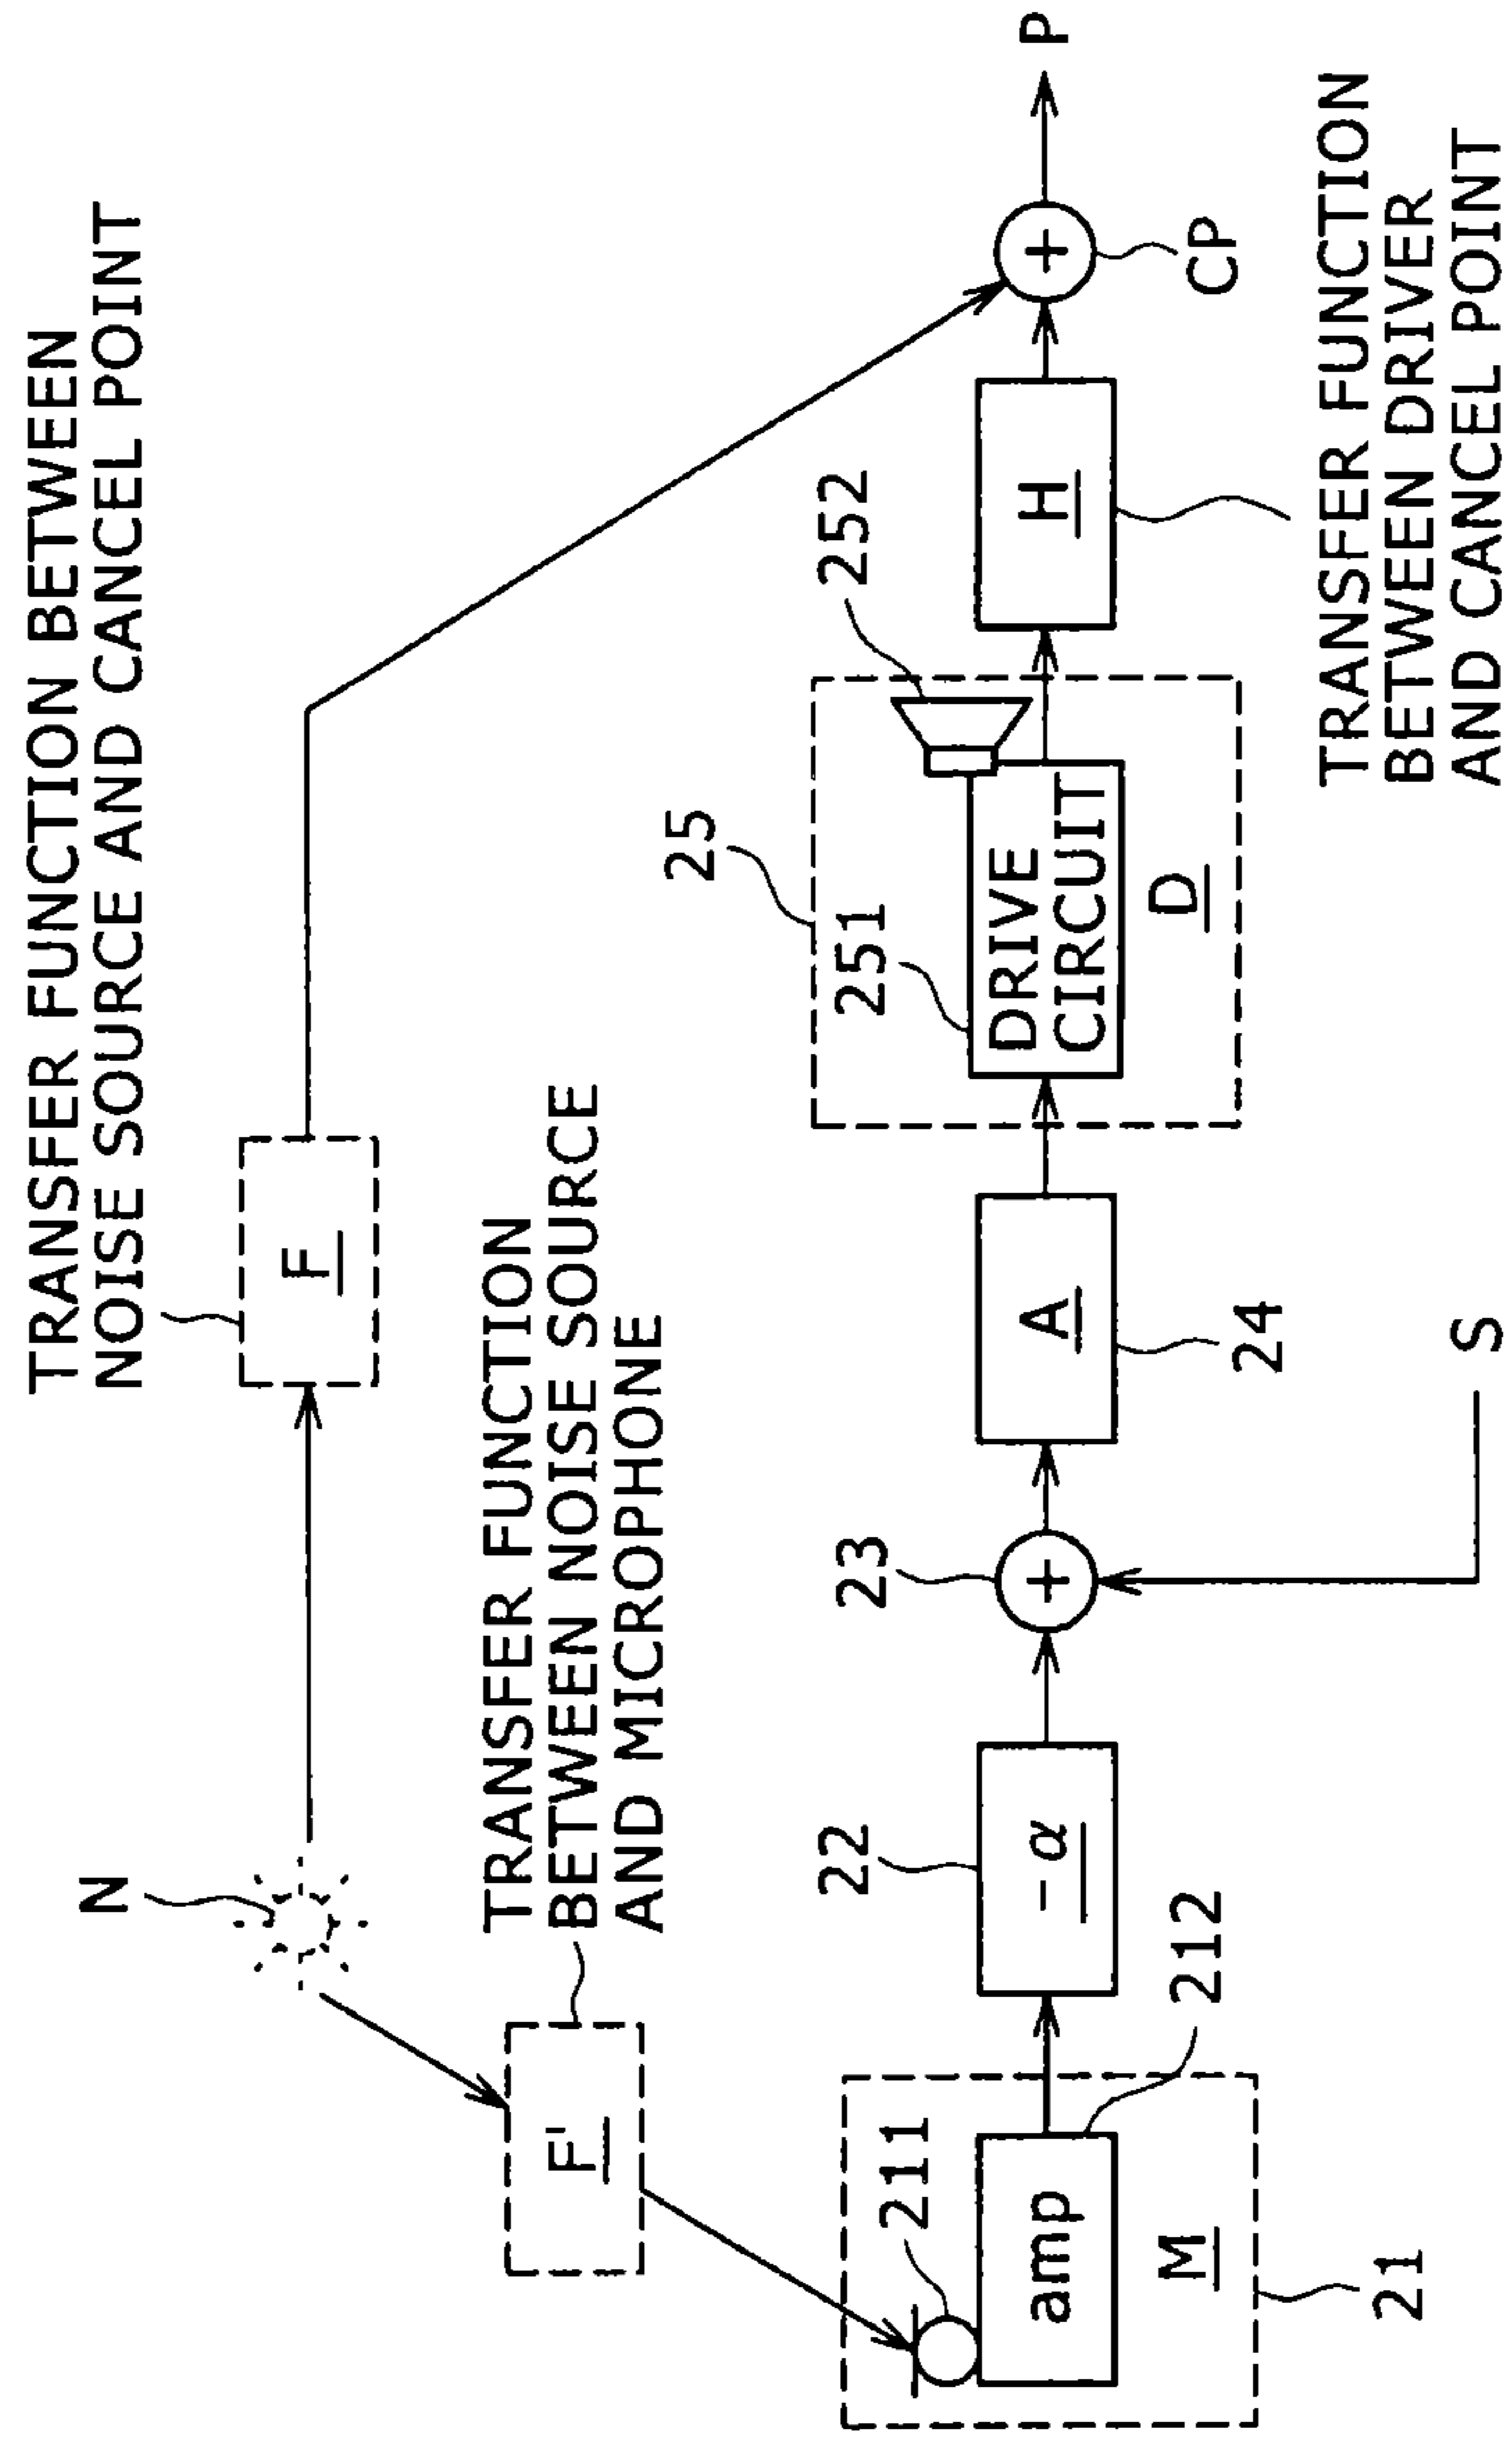 TRANSFER FUNCTION BETWEEN
NOISE SOURCE AND CANCEL POINT
N
F
TRANSFER FUNCTION
BETWEEN NOISE SOURCE
AND MICROPHONE
F'
25
211
22
23
251
252
amp
-α
+
A
DRIVE
CIRCUIT
H
+
P
M
212
24
D
CP
21
S
TRANSFER FUNCTION
BETWEEN DRIVER
AND CANCEL POINT